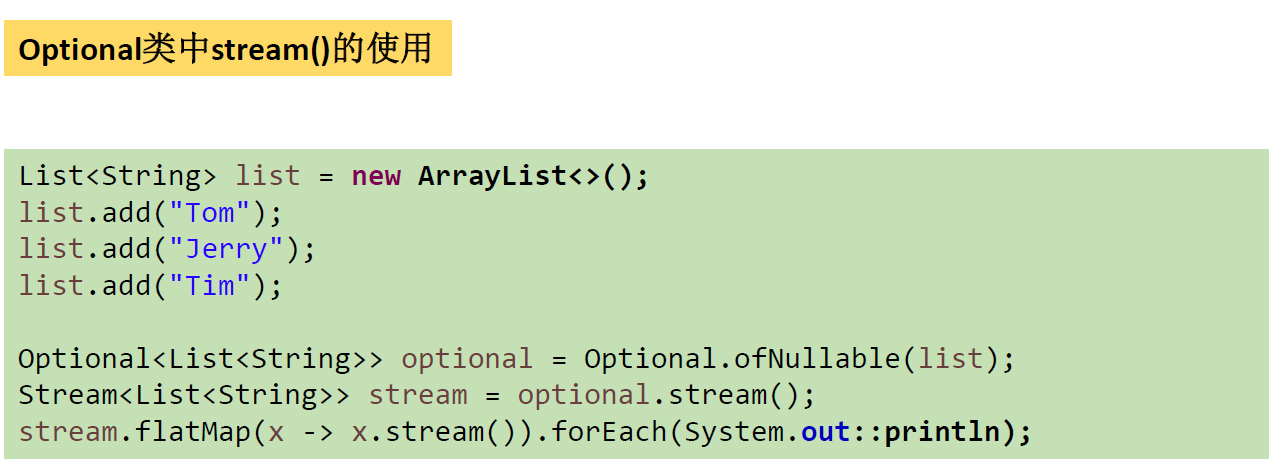 Optional类中stream()的使用
List<String> list = new ArrayList<>();
list.add("Tom");
list.add("Jerry");
list.add("Tim");
Optional<List<String>> optional = Optional.ofNullable(list);
Stream<List<String>> stream = optional.stream();
stream.flatMap(x -> x.stream()).forEach(System.out::println);